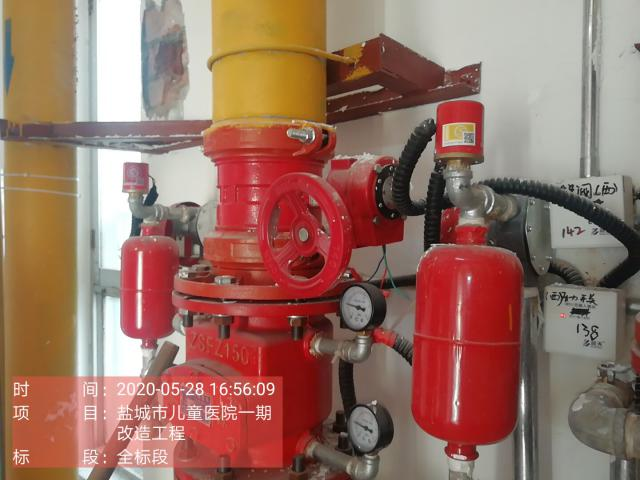 ZSFZ150
142
138
时 间：2020-05-28 16:56:09
项 目：盐城市儿童医院一期
改造工程
标 段：全标段